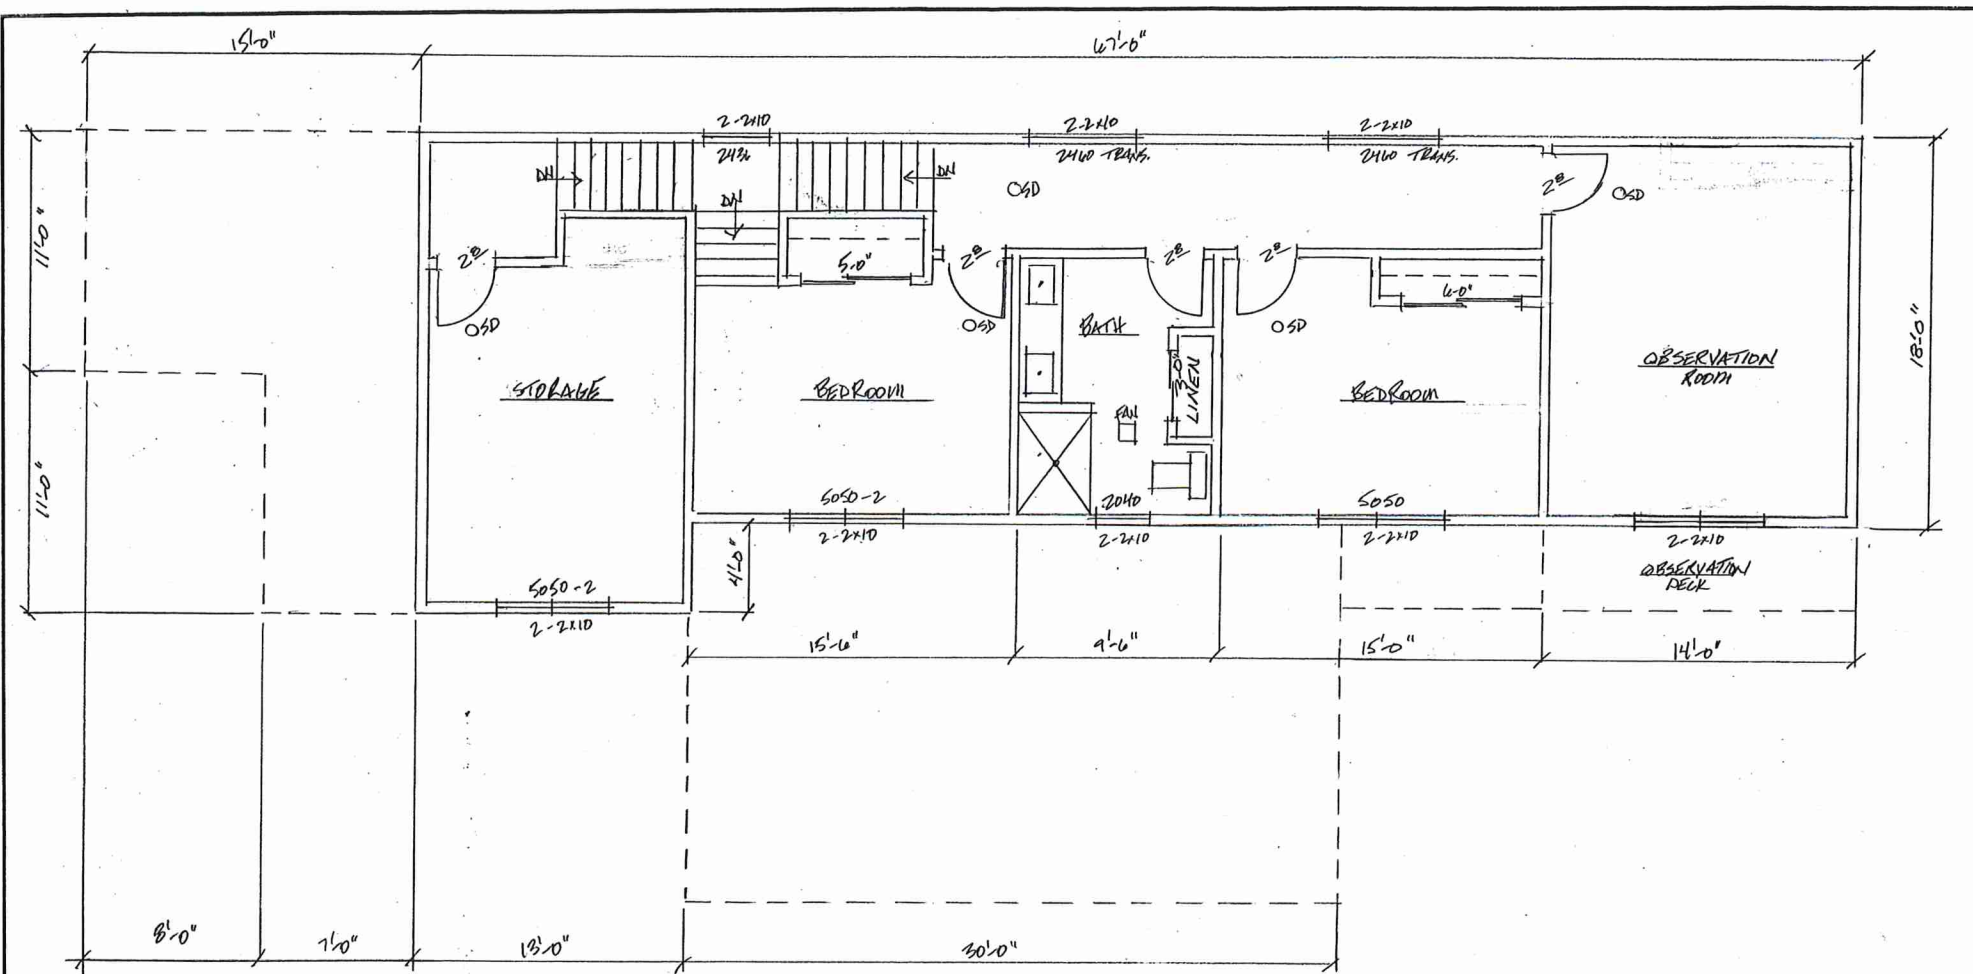 15'-0"
67'-0"
2-2x10
2-2x10
2-2x10
2436
2460 TRANS.
2460 TRANS.
DN
DN
DN
OSD
2⁸
OSD
11'-0"
2⁸
5'-0"
2⁸
2⁸
2⁸
6'-0"
OSD
OSD
BATH
OSD
18'-0"
STORAGE
BEDROOM
3'-0"
LINEN
FAN
BEDROOM
OBSERVATION
ROOM
11'-0"
5050-2
2040
5050
2-2x10
2-2x10
2-2x10
2-2x10
4'-0"
5050-2
2-2x10
OBSERVATION
DECK
15'-6"
9'-6"
15'-0"
14'-0"
8'-0"
7'-0"
13'-0"
30'-0"